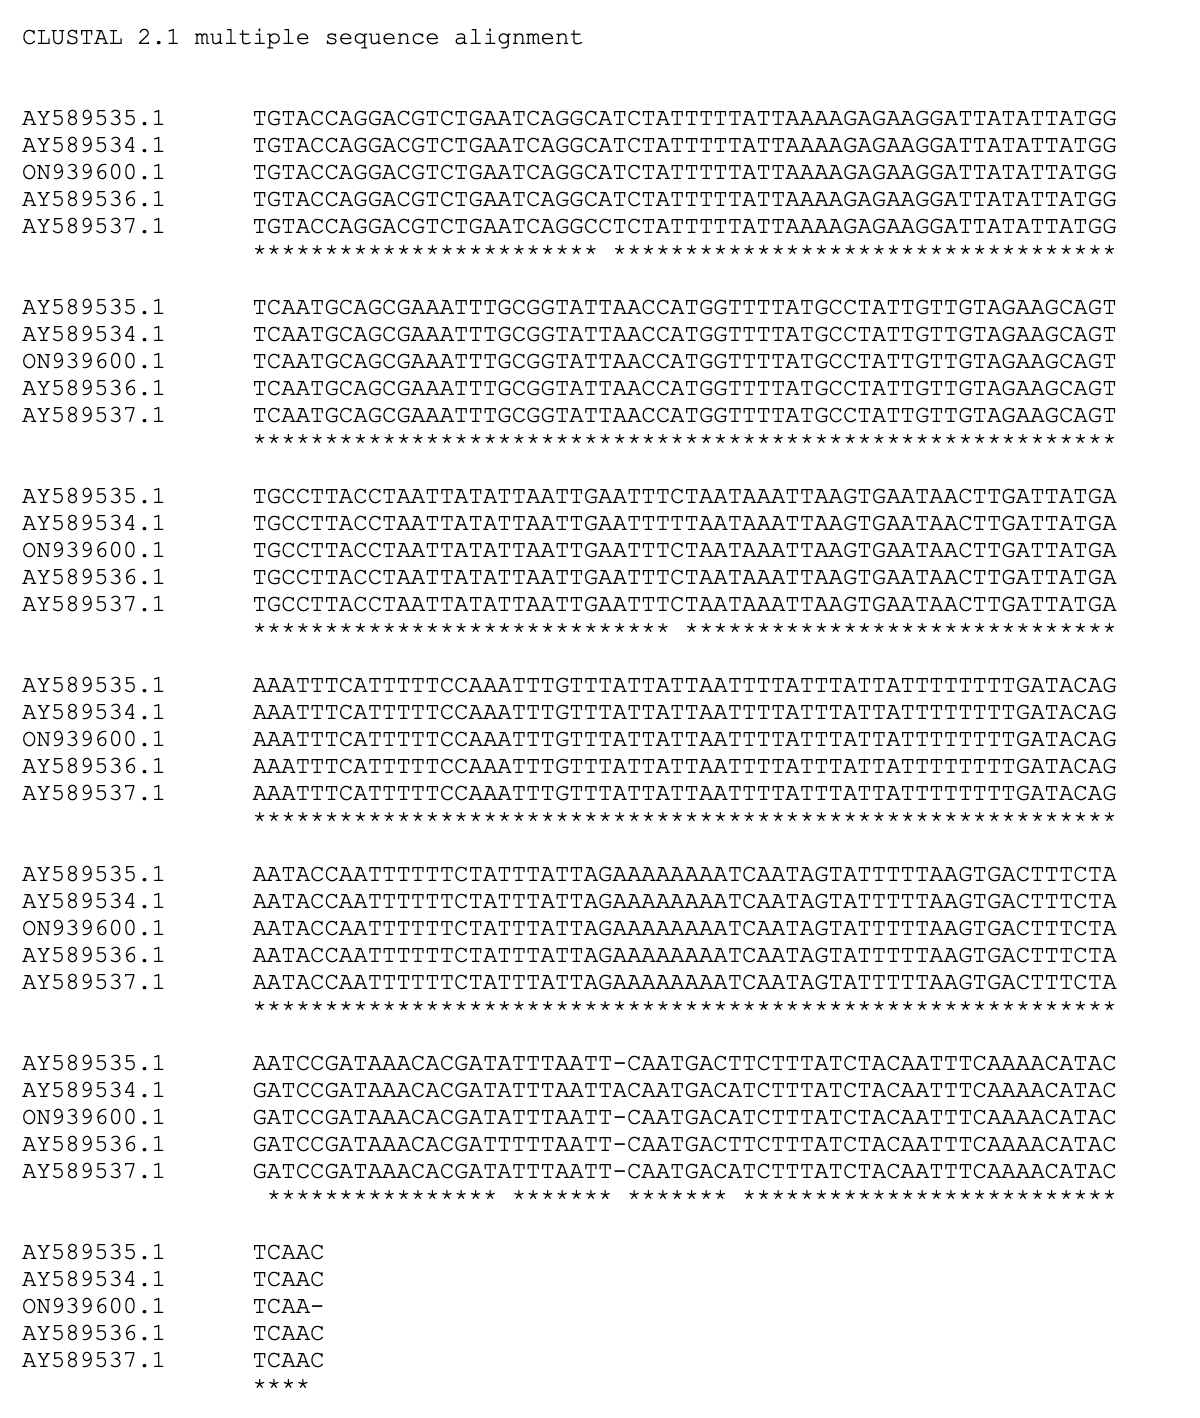 CLUSTAL 2.1 multiple sequence alignment
AY589535.1 TGTACCAGGACGTCTGAATCAGGCATCTATTTTTATTAAAAGAGAAGGATTATATTATGG
AY589534.1 TGTACCAGGACGTCTGAATCAGGCATCTATTTTTATTAAAAGAGAAGGATTATATTATGG
ON939600.1 TGTACCAGGACGTCTGAATCAGGCATCTATTTTTATTAAAAGAGAAGGATTATATTATGG
AY589536.1 TGTACCAGGACGTCTGAATCAGGCATCTATTTTTATTAAAAGAGAAGGATTATATTATGG
AY589537.1 TGTACCAGGACGTCTGAATCAGGCCTCTATTTTTATTAAAAGAGAAGGATTATATTATGG
************************ ***********************************
AY589535.1 TCAATGCAGCGAAATTTGCGGTATTAACCATGGTTTTATGCCTATTGTTGTAGAAGCAGT
AY589534.1 TCAATGCAGCGAAATTTGCGGTATTAACCATGGTTTTATGCCTATTGTTGTAGAAGCAGT
ON939600.1 TCAATGCAGCGAAATTTGCGGTATTAACCATGGTTTTATGCCTATTGTTGTAGAAGCAGT
AY589536.1 TCAATGCAGCGAAATTTGCGGTATTAACCATGGTTTTATGCCTATTGTTGTAGAAGCAGT
AY589537.1 TCAATGCAGCGAAATTTGCGGTATTAACCATGGTTTTATGCCTATTGTTGTAGAAGCAGT
************************************************************
AY589535.1 TGCCTTACCTAATTATATTAATTGAATTTCTAATAAATTAAGTGAATAACTTGATTATGA
AY589534.1 TGCCTTACCTAATTATATTAATTGAATTTTTAATAAATTAAGTGAATAACTTGATTATGA
ON939600.1 TGCCTTACCTAATTATATTAATTGAATTTCTAATAAATTAAGTGAATAACTTGATTATGA
AY589536.1 TGCCTTACCTAATTATATTAATTGAATTTCTAATAAATTAAGTGAATAACTTGATTATGA
AY589537.1 TGCCTTACCTAATTATATTAATTGAATTTCTAATAAATTAAGTGAATAACTTGATTATGA
***************************** ******************************
AY589535.1 AAATTTCATTTTTCCAAATTTGTTTATTATTAATTTTATTTATTATTTTTTTTGATACAG
AY589534.1 AAATTTCATTTTTCCAAATTTGTTTATTATTAATTTTATTTATTATTTTTTTTGATACAG
ON939600.1 AAATTTCATTTTTCCAAATTTGTTTATTATTAATTTTATTTATTATTTTTTTTGATACAG
AY589536.1 AAATTTCATTTTTCCAAATTTGTTTATTATTAATTTTATTTATTATTTTTTTTGATACAG
AY589537.1 AAATTTCATTTTTCCAAATTTGTTTATTATTAATTTTATTTATTATTTTTTTTGATACAG
************************************************************
AY589535.1 AATACCAATTTTTTCTATTTATTAGAAAAAAAATCAATAGTATTTTTAAGTGACTTTCTA
AY589534.1 AATACCAATTTTTTCTATTTATTAGAAAAAAAATCAATAGTATTTTTAAGTGACTTTCTA
ON939600.1 AATACCAATTTTTTCTATTTATTAGAAAAAAAATCAATAGTATTTTTAAGTGACTTTCTA
AY589536.1 AATACCAATTTTTTCTATTTATTAGAAAAAAAATCAATAGTATTTTTAAGTGACTTTCTA
AY589537.1 AATACCAATTTTTTCTATTTATTAGAAAAAAAATCAATAGTATTTTTAAGTGACTTTCTA
************************************************************
AY589535.1 AATCCGATAAACACGATATTTAATT-CAATGACTTCTTTATCTACAATTTCAAAACATAC
AY589534.1 GATCCGATAAACACGATATTTAATTACAATGACATCTTTATCTACAATTTCAAAACATAC
ON939600.1 GATCCGATAAACACGATATTTAATT-CAATGACATCTTTATCTACAATTTCAAAACATAC
AY589536.1 GATCCGATAAACACGATTTTTAATT-CAATGACTTCTTTATCTACAATTTCAAAACATAC
AY589537.1 GATCCGATAAACACGATATTTAATT-CAATGACATCTTTATCTACAATTTCAAAACATAC
**************** ******* ******* **************************
AY589535.1 TCAAC
AY589534.1 TCAAC
ON939600.1 TCAA-
AY589536.1 TCAAC
AY589537.1 TCAAC
****